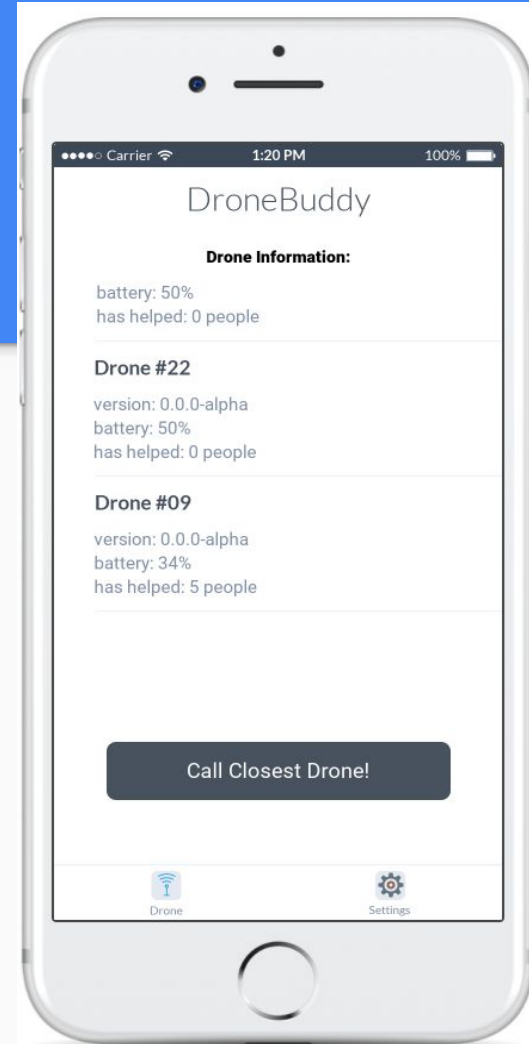 Carrier 1:20 PM 100%
DroneBuddy
Drone Information:
battery: 50%
has helped: 0 people
Drone #22
version: 0.0.0-alpha
battery: 50%
has helped: 0 people
Drone #09
version: 0.0.0-alpha
battery: 34%
has helped: 5 people
Call Closest Drone!
Drone Settings